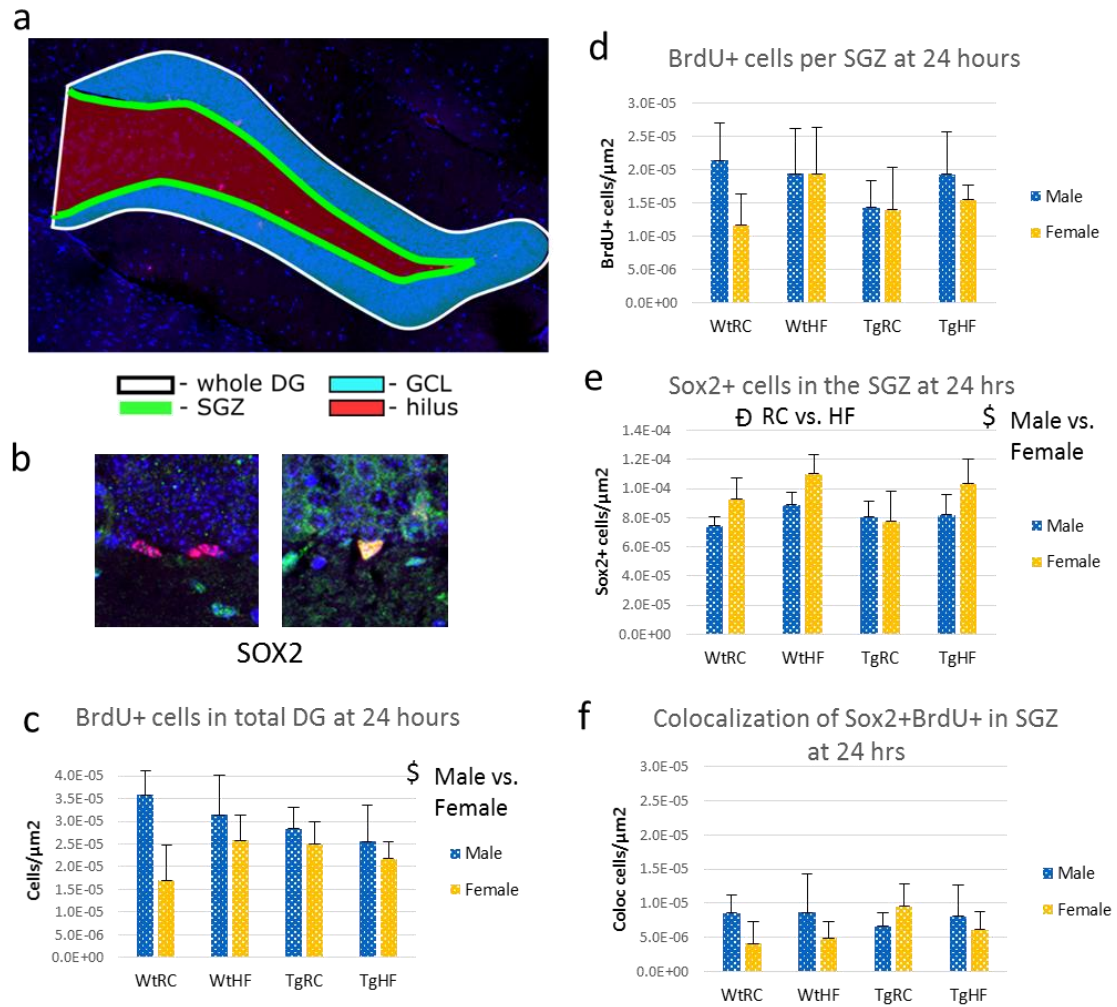 a
- whole DG
- GCL
- SGZ
- hilus
b
SOX2
c
BrdU+ cells in total DG at 24 hours
Cells/µm2
4.0E-05
3.5E-05
3.0E-05
2.5E-05
2.0E-05
1.5E-05
1.0E-05
5.0E-06
0.0E+00
WtRC
WtHF
TgRC
TgHF
$ Male vs.
Female
Male
Female
d
BrdU+ cells per SGZ at 24 hours
BrdU+ cells/µm2
3.0E-05
2.5E-05
2.0E-05
1.5E-05
1.0E-05
5.0E-06
0.0E+00
WtRC
WtHF
TgRC
TgHF
Male
Female
e
Sox2+ cells in the SGZ at 24 hrs
Đ RC vs. HF
$ Male vs.
Female
Sox2+ cells/µm2
1.4E-04
1.2E-04
1.0E-04
8.0E-05
6.0E-05
4.0E-05
2.0E-05
0.0E+00
WtRC
WtHF
TgRC
TgHF
Male
Female
f
Colocalization of Sox2+BrdU+ in SGZ
at 24 hrs
Coloc cells/µm2
3.0E-05
2.5E-05
2.0E-05
1.5E-05
1.0E-05
5.0E-06
0.0E+00
WtRC
WtHF
TgRC
TgHF
Male
Female